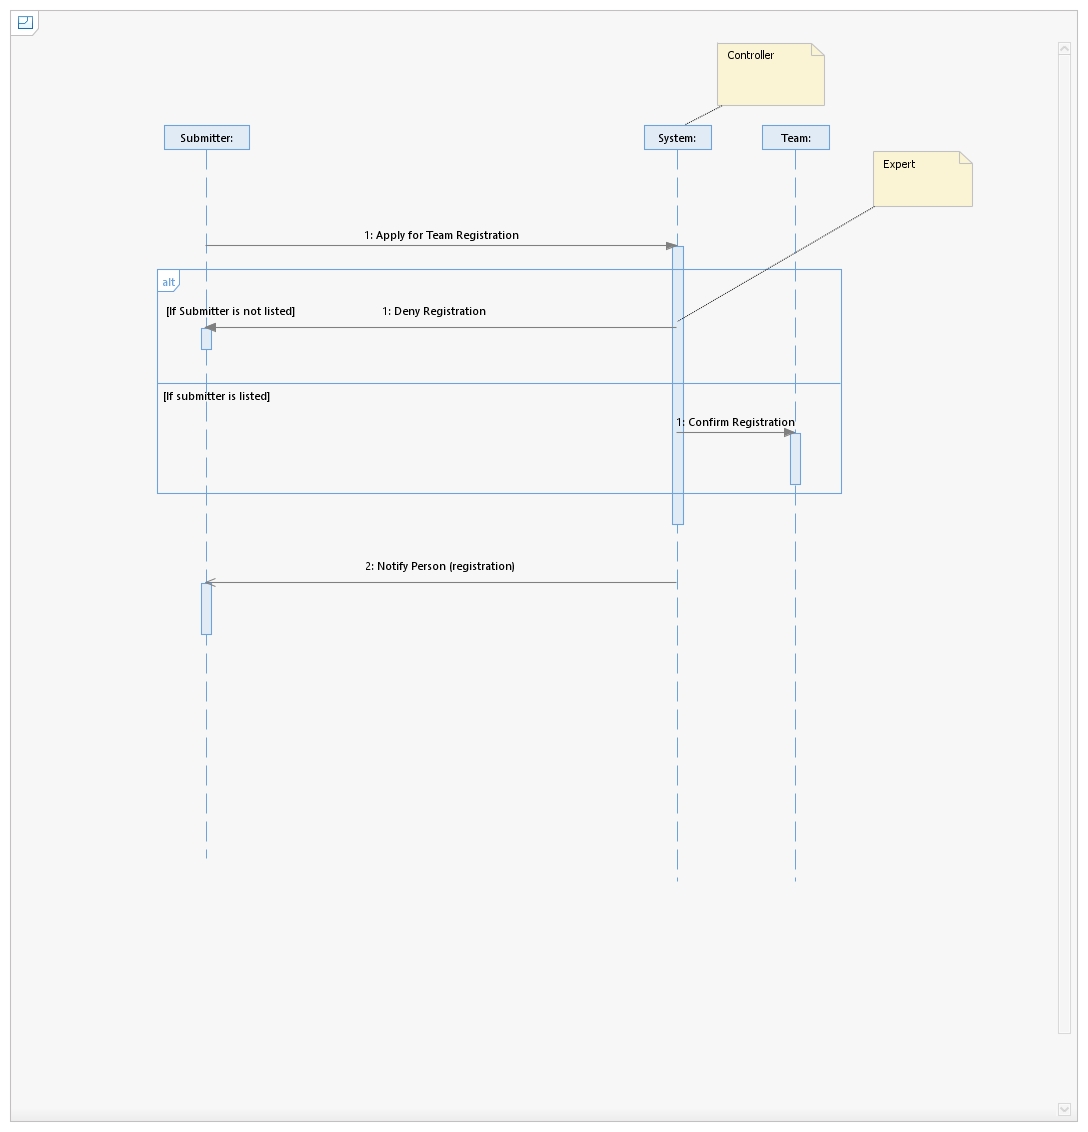 Controller
Submitter:
System:
Team:
Expert
1: Apply for Team Registration
alt
[If Submitter is not listed]
1: Deny Registration
[If submitter is listed]
1: Confirm Registration
2: Notify Person (registration)